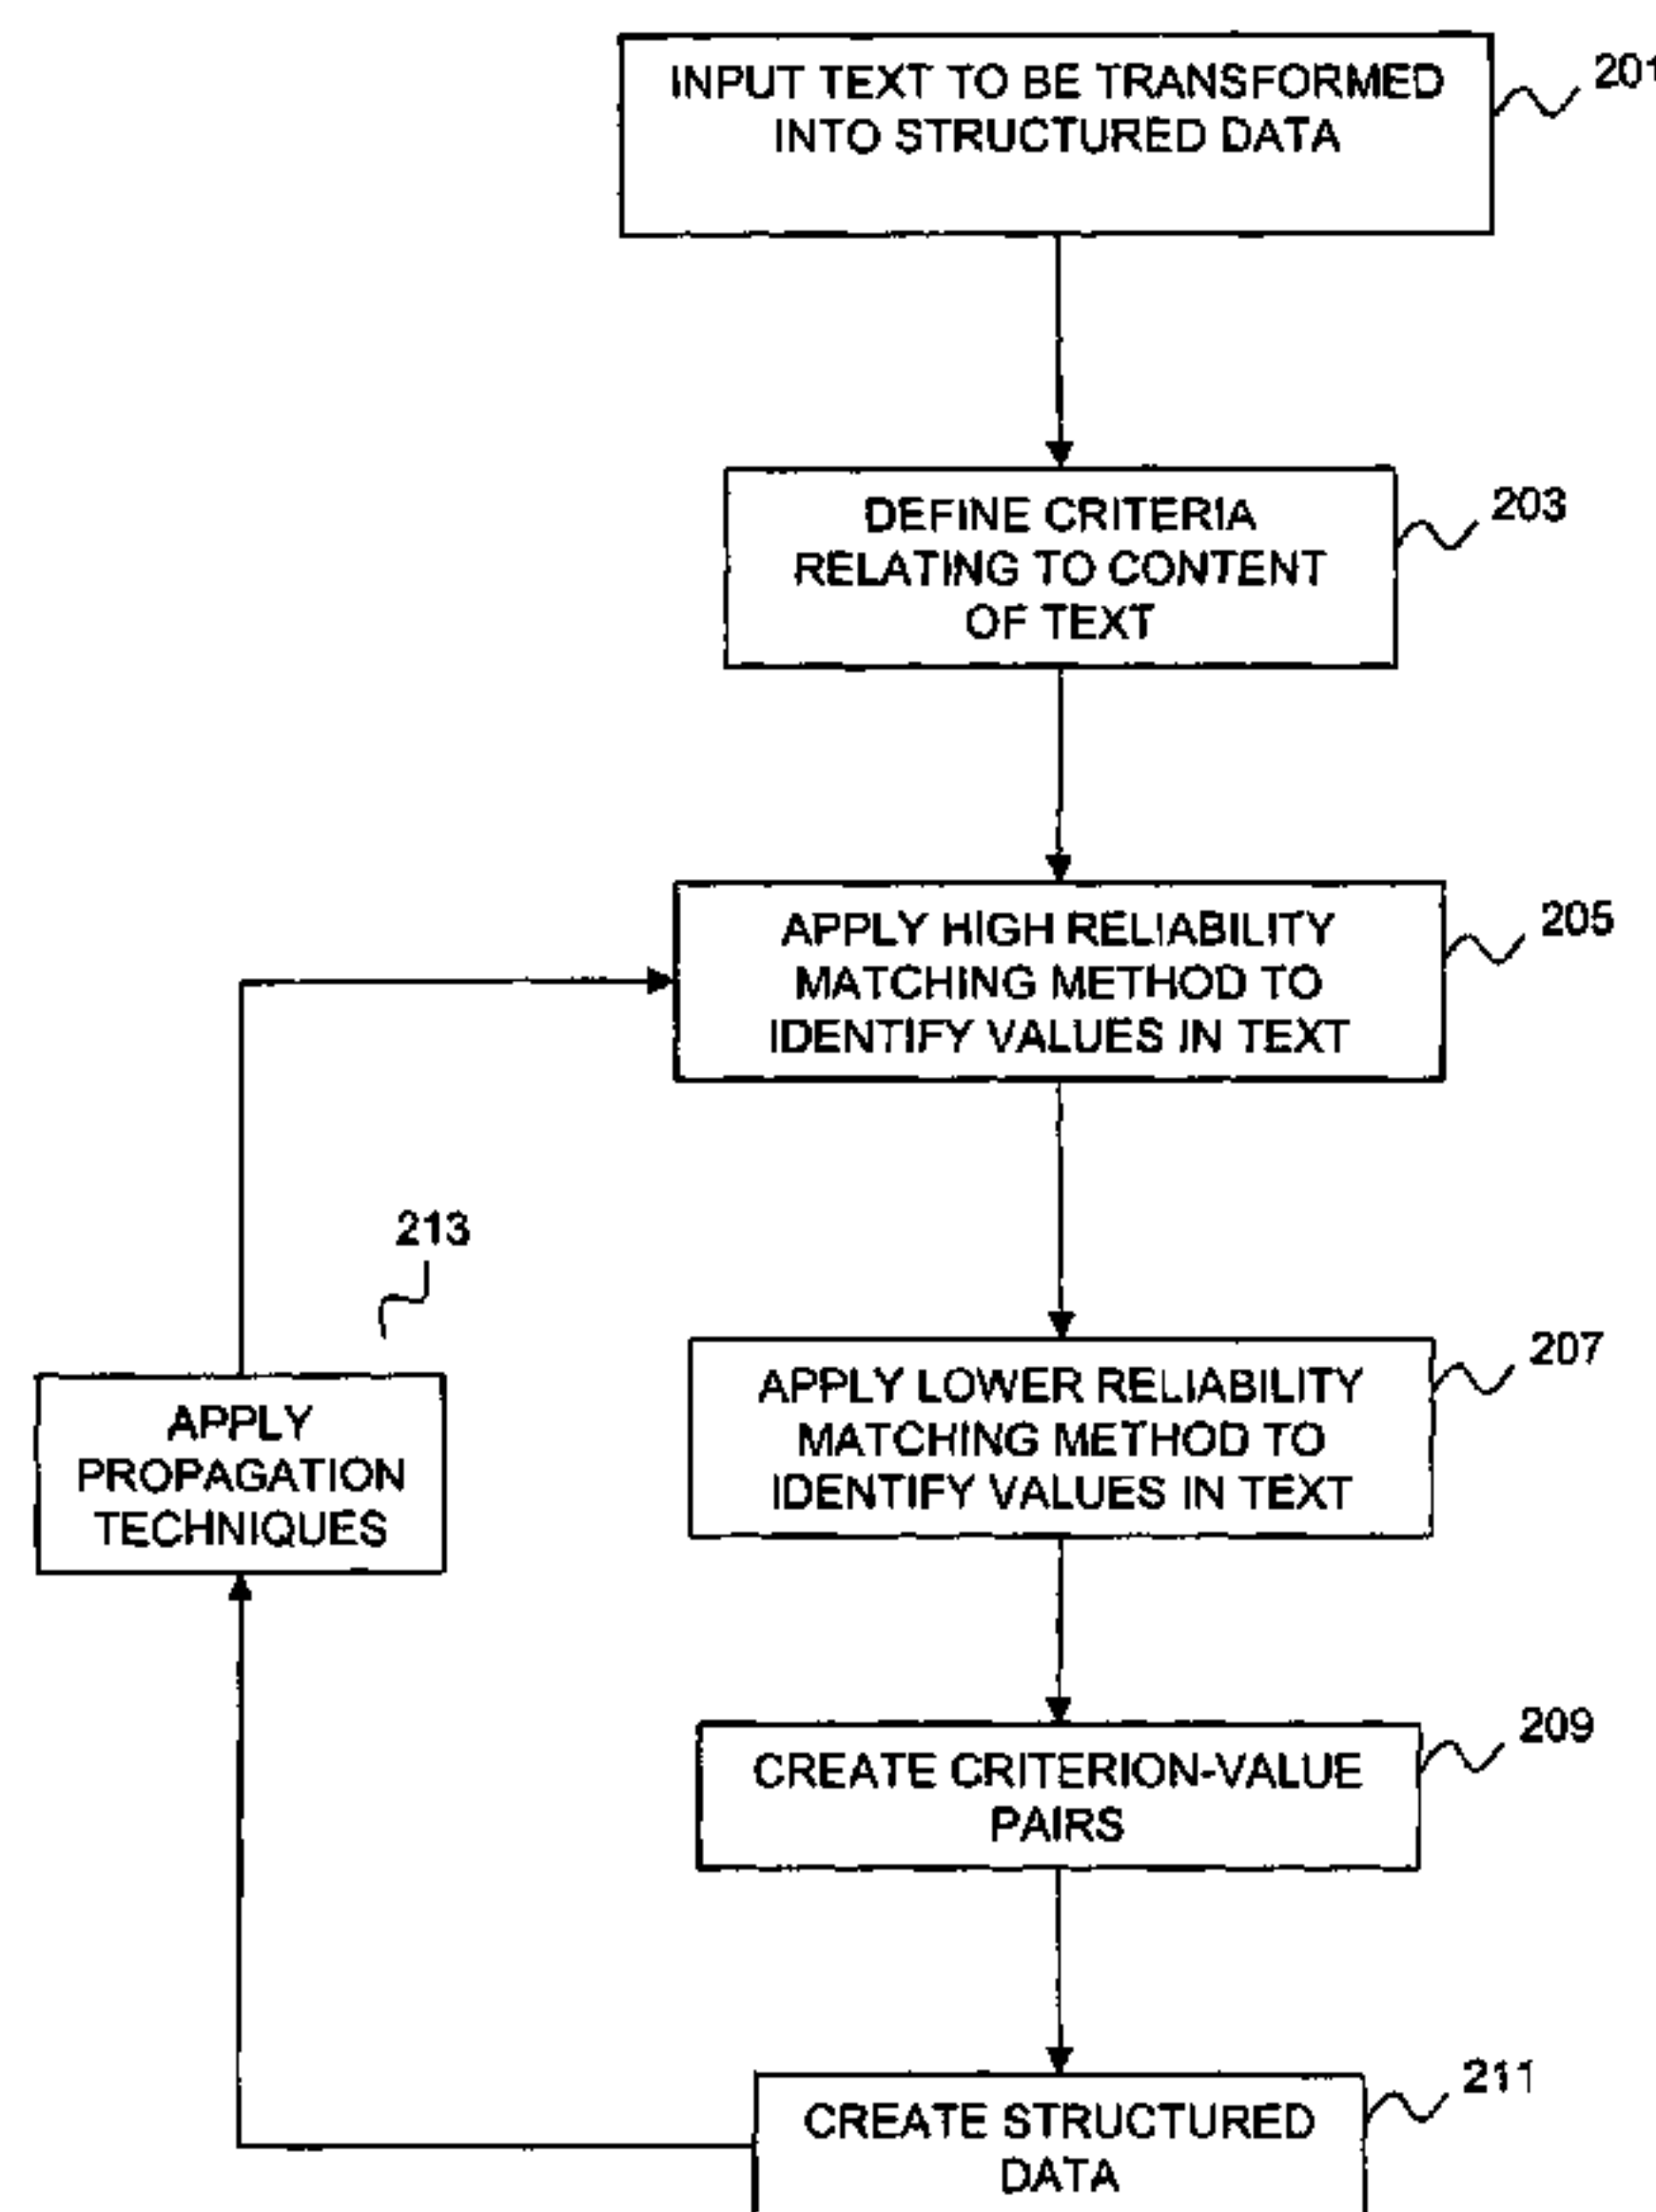 INPUT TEXT TO BE TRANSFORMED
INTO STRUCTURED DATA
201
DEFINE CRITERIA
RELATING TO CONTENT
OF TEXT
203
APPLY HIGH RELIABILITY
MATCHING METHOD TO
IDENTIFY VALUES IN TEXT
205
213
APPLY
PROPAGATION
TECHNIQUES
APPLY LOWER RELIABILITY
MATCHING METHOD TO
IDENTIFY VALUES IN TEXT
207
CREATE CRITERION-VALUE
PAIRS
209
CREATE STRUCTURED
DATA
211